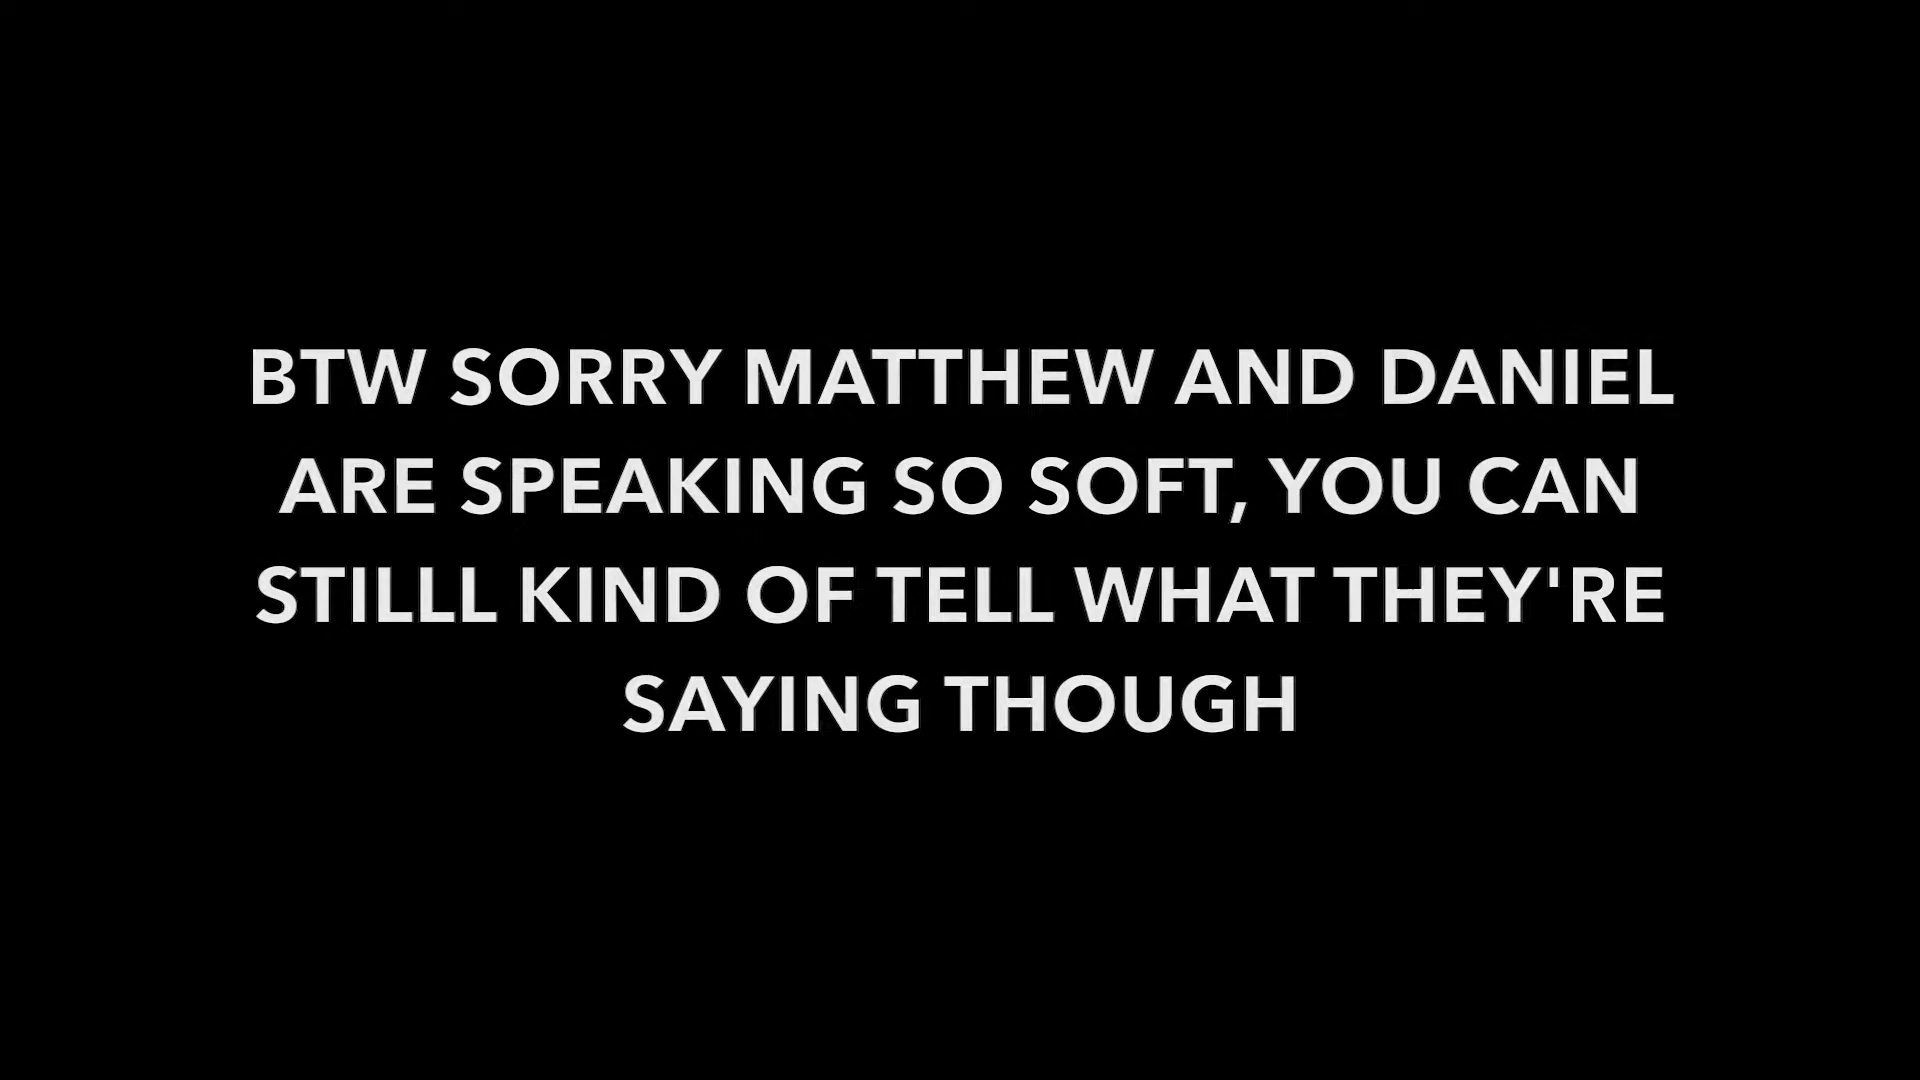 BTW SORRY MATTHEW AND DANIEL
ARE SPEAKING SO SOFT, YOU CAN
STILLL KIND OF TELL WHAT THEY'RE
SAYING THOUGH